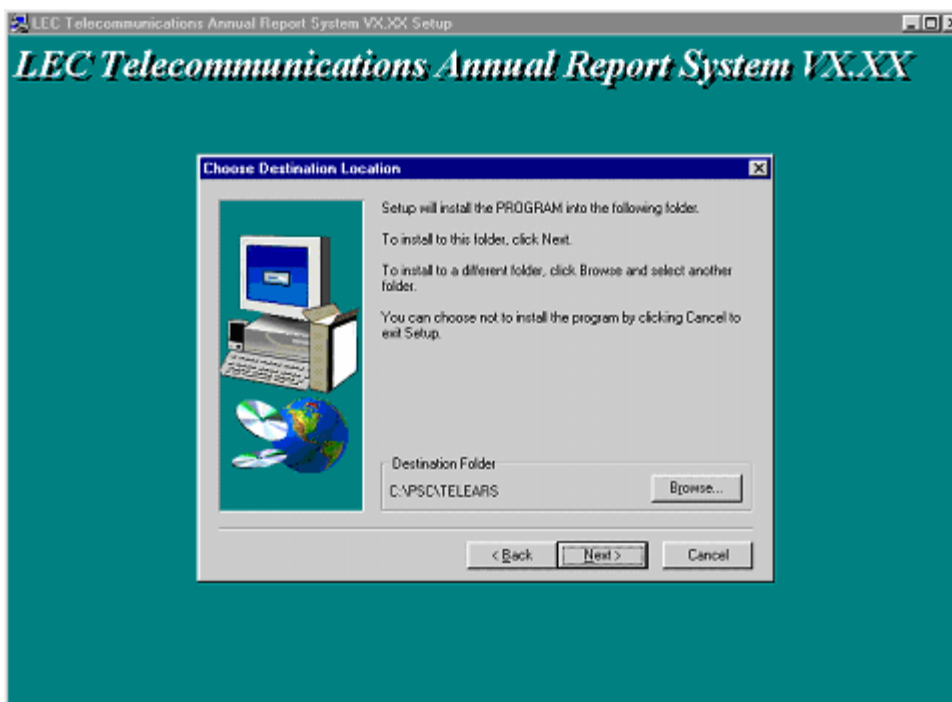 LEC Telecommunications Annual Report System VX.XX Setup
LEC Telecommunications Annual Report System VX.XX
Choose Destination Location
Setup will install the PROGRAM into the following folder.
To install to this folder, click Next.
To install to a different folder, click Browse and select another
folder.
You can choose not to install the program by clicking Cancel to
exit Setup.
Destination Folder
C:\PSC\TELEARS
Browse...
< Back
Next >
Cancel